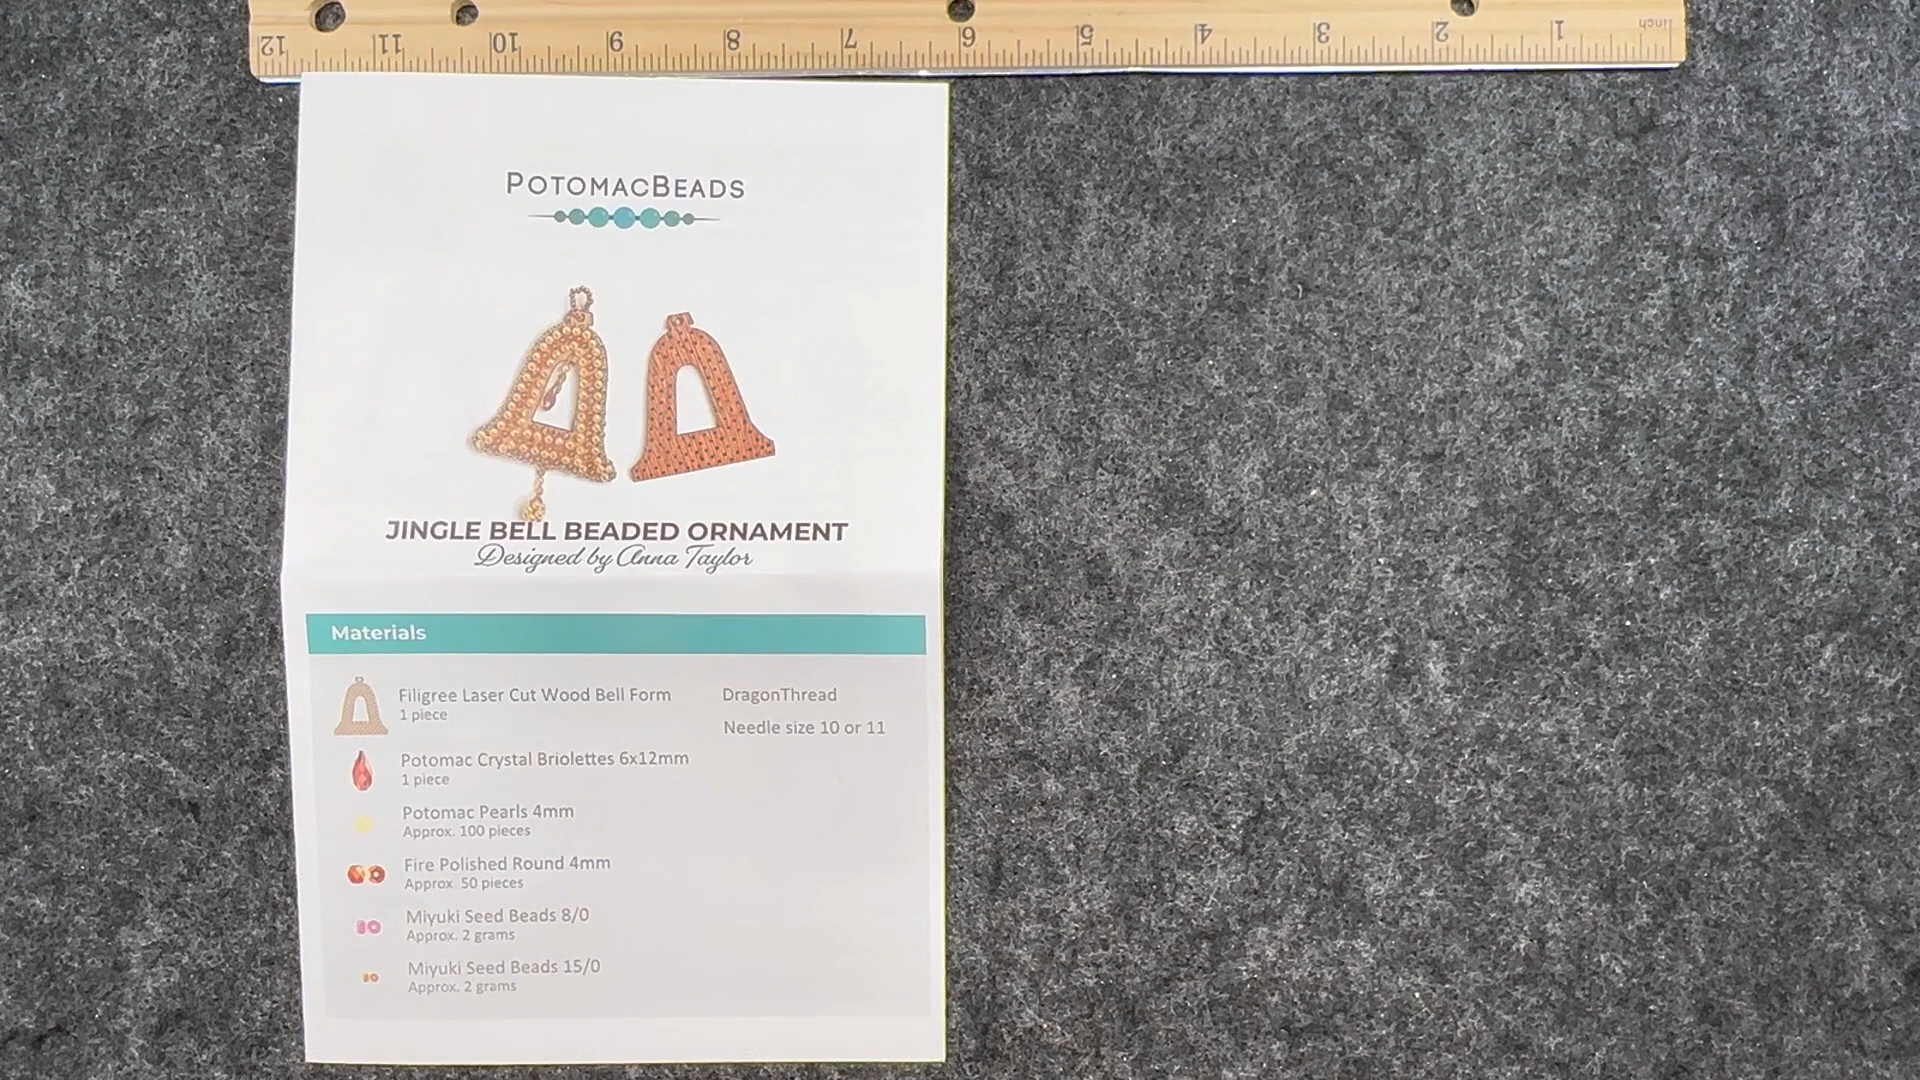 12 11 10 9 8 7 6 5 4 3 2 1 1inch
POTOMACBEADS
JINGLE BELL BEADED ORNAMENT
Designed by Anna Taylor
Materials
Filigree Laser Cut Wood Bell Form
1 piece
DragonThread
Needle size 10 or 11
Potomac Crystal Briolettes 6x12mm
1 piece
Potomac Pearls 4mm
Approx. 100 pieces
Fire Polished Round 4mm
Approx. 50 pieces
Miyuki Seed Beads 8/0
Approx. 2 grams
Miyuki Seed Beads 15/0
Approx. 2 grams